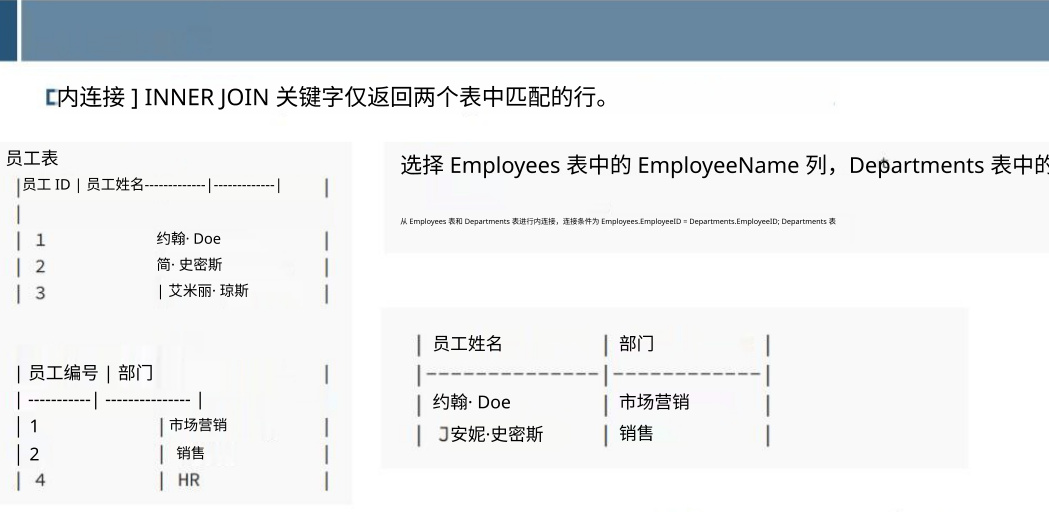 [内连接 ] INNER JOIN 关键字仅返回两个表中匹配的行。
员工表
|员工 ID | 员工姓名-------------|-------------| |
|
| 1 约翰· Doe |
| 2 简· 史密斯 |
| 3 | 艾米丽· 琼斯 |
| 员工编号 | 部门 |
| -----------| --------------- |
| 1 | 市场营销 |
| 2 | 销售 |
| 4 | HR |
选择 Employees 表中的 EmployeeName 列，Departments 表中的
从 Employees 表和 Departments 表进行内连接，连接条件为 Employees.EmployeeID = Departments.EmployeeID; Departments 表
| 员工姓名 | 部门 |
|--------------|------------|
| 约翰· Doe | 市场营销 |
| J安妮·史密斯 | 销售 |